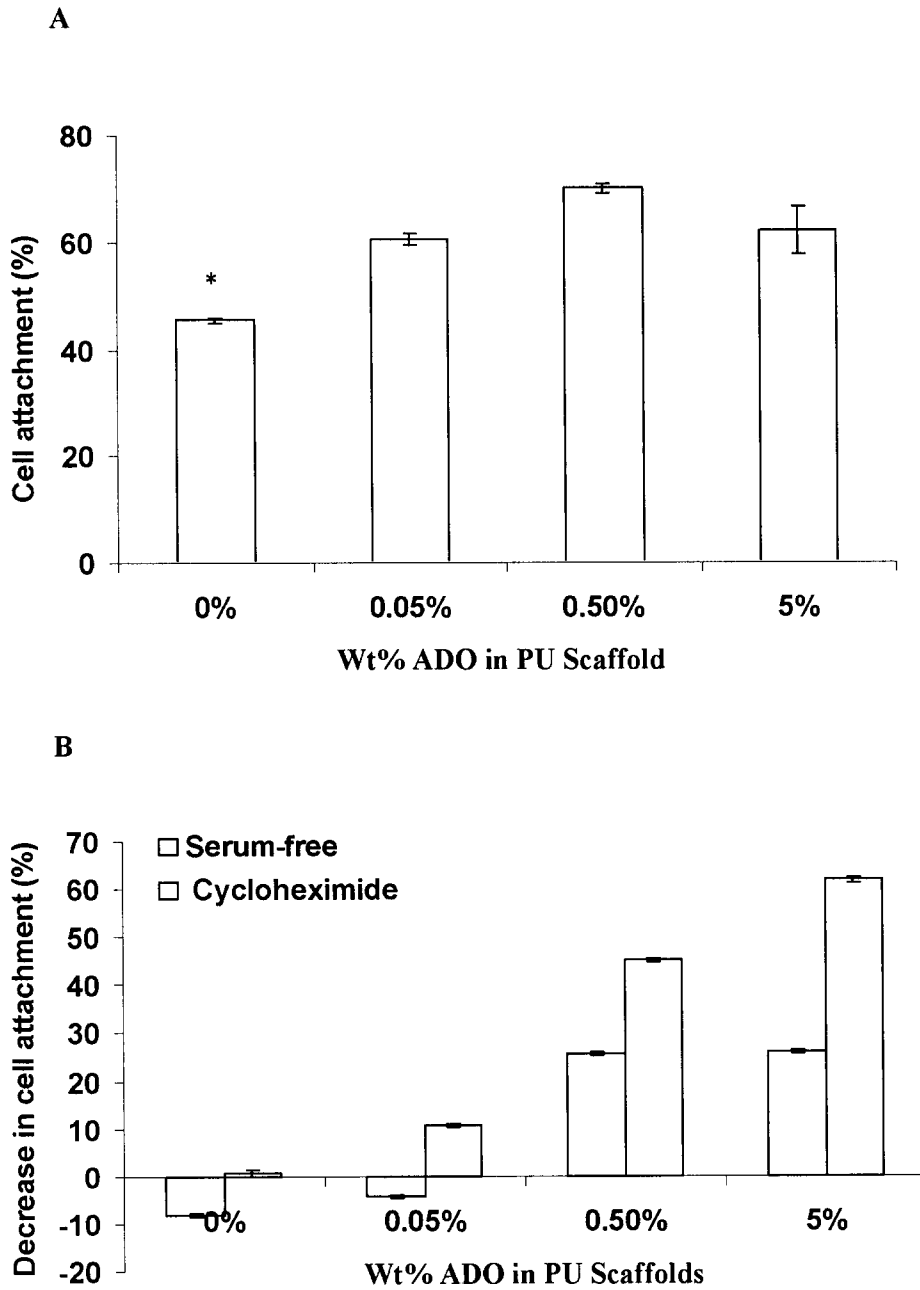 A
80
60
40
20
0
Cell attachment (%)
*
0% 0.05% 0.50% 5%
Wt% ADO in PU Scaffold
B
70
60
50
40
30
20
10
0
-10
-20
Decrease in cell attachment (%)
Serum-free
Cycloheximide
0% 0.05% 0.50% 5%
Wt% ADO in PU Scaffolds